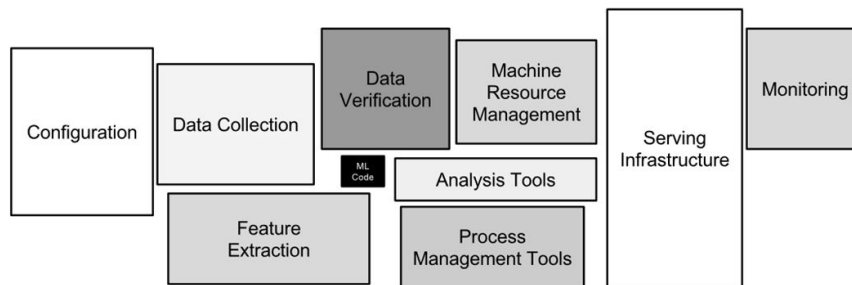 Configuration
Data Collection
Feature
Extraction
Data
Verification
ML
Code
Machine
Resource
Management
Analysis Tools
Process
Management Tools
Serving
Infrastructure
Monitoring